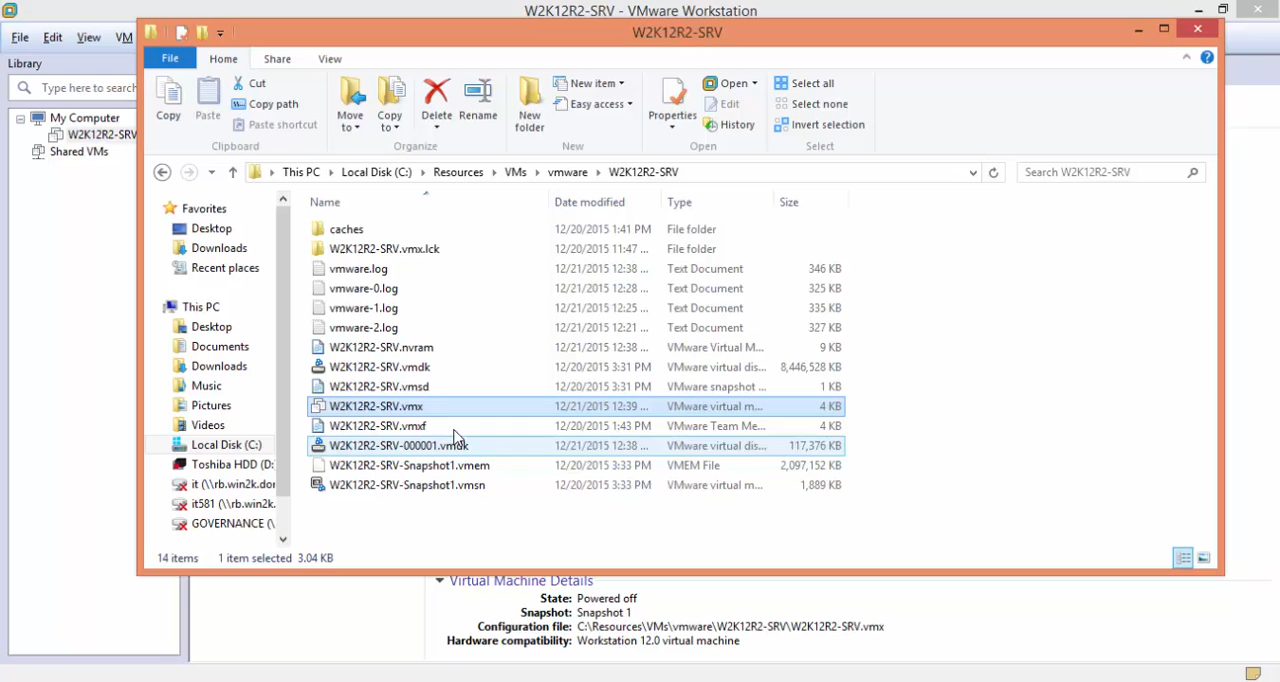 W2K12R2-SRV - VMware Workstation
File Edit View VM
Library
Type here to search
My Computer
W2K12R2-SRV
Shared VMs
W2K12R2-SRV
File Home Share View
Copy Paste Cut
Copy path
Paste shortcut
Clipboard
Move to Copy to Delete Rename
Organize
New folder New item
Easy access
New
Properties Open
Edit
History
Open
Select all
Select none
Invert selection
Select
This PC Local Disk (C:) Resources VMs vmware W2K12R2-SRV
Search W2K12R2-SRV
Favorites
Desktop
Downloads
Recent places
This PC
Desktop
Documents
Downloads
Music
Pictures
Videos
Local Disk (C:)
Toshiba HDD (D:
it (\\rb.win2k.dor
it581 (\\rb.win2k.
GOVERNANCE (\
Name Date modified Type Size
caches 12/20/2015 1:41 PM File folder
W2K12R2-SRV.vmx.lck 12/20/2015 11:47 ... File folder
vmware.log 12/21/2015 12:38 ... Text Document 346 KB
vmware-0.log 12/21/2015 12:28 ... Text Document 325 KB
vmware-1.log 12/21/2015 12:25 ... Text Document 335 KB
vmware-2.log 12/21/2015 12:21 ... Text Document 327 KB
W2K12R2-SRV.nvram 12/21/2015 12:38 ... VMware Virtual M... 9 KB
W2K12R2-SRV.vmdk 12/20/2015 3:31 PM VMware virtual dis... 8,446,528 KB
W2K12R2-SRV.vmsd 12/20/2015 3:31 PM VMware snapshot ... 1 KB
W2K12R2-SRV.vmx 12/21/2015 12:39 ... VMware virtual m... 4 KB
W2K12R2-SRV.vmxf 12/20/2015 1:43 PM VMware Team Me... 4 KB
W2K12R2-SRV-000001.vmdk 12/21/2015 12:38 ... VMware virtual dis... 117,376 KB
W2K12R2-SRV-Snapshot1.vmem 12/20/2015 3:33 PM VMEM File 2,097,152 KB
W2K12R2-SRV-Snapshot1.vmsn 12/20/2015 3:33 PM VMware virtual m... 1,889 KB
14 items 1 item selected 3.04 KB
Virtual Machine Details
State: Powered off
Snapshot: Snapshot 1
Configuration file: C:\Resources\VMs\vmware\W2K12R2-SRV\W2K12R2-SRV.vmx
Hardware compatibility: Workstation 12.0 virtual machine